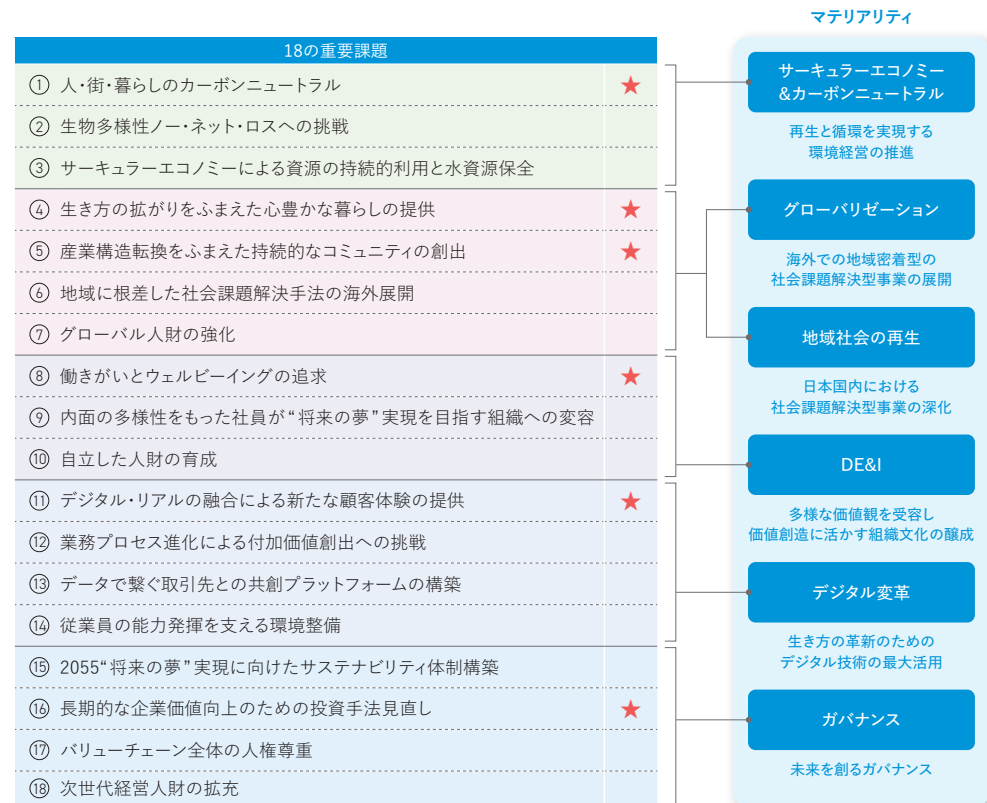 マテリアリティ
18の重要課題
① 人・街・暮らしのカーボンニュートラル ★
② 生物多様性ノー・ネット・ロスへの挑戦
③ サーキュラーエコノミーによる資源の持続的利用と水資源保全
④ 生き方の拡がりをふまえた心豊かな暮らしの提供 ★
⑤ 産業構造転換をふまえた持続的なコミュニティの創出 ★
⑥ 地域に根差した社会課題解決手法の海外展開
⑦ グローバル人財の強化
⑧ 働きがいとウェルビーイングの追求 ★
⑨ 内面の多様性をもった社員が“将来の夢”実現を目指す組織への変容
⑩ 自立した人財の育成
⑪ デジタル・リアルの融合による新たな顧客体験の提供 ★
⑫ 業務プロセス進化による付加価値創出への挑戦
⑬ データで繋ぐ取引先との共創プラットフォームの構築
⑭ 従業員の能力発揮を支える環境整備
⑮ 2055“将来の夢”実現に向けたサステナビリティ体制構築
⑯ 長期的な企業価値向上のための投資手法見直し ★
⑰ バリューチェーン全体の人権尊重
⑱ 次世代経営人財の拡充
サーキュラーエコノミー
&カーボンニュートラル
再生と循環を実現する
環境経営の推進
グローバリゼーション
海外での地域密着型の
社会課題解決型事業の展開
地域社会の再生
日本国内における
社会課題解決型事業の深化
DE&I
多様な価値観を受容し
価値創造に活かす組織文化の醸成
デジタル変革
生き方の革新のための
デジタル技術の最大活用
ガバナンス
未来を創るガバナンス